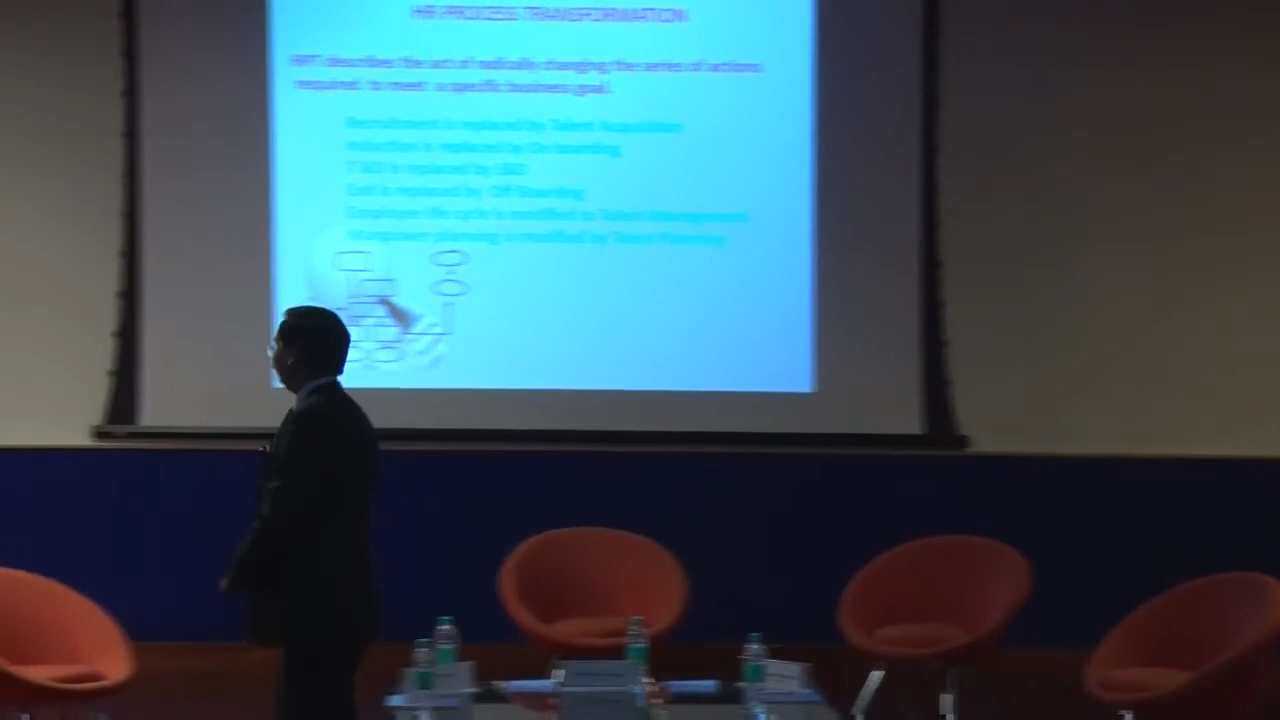 HR PROCESS TRANSFORMATION
HPT describes the act of radically changing the series of actions
required to meet a specific business goal.
Recruitment is replaced by Talent Acquisition
Induction is replaced by On boarding
is replaced by
Exit is replaced by Off Boarding
Employee life cycle is modified to Talent Management
Manpower planning is modified by Talent Planning